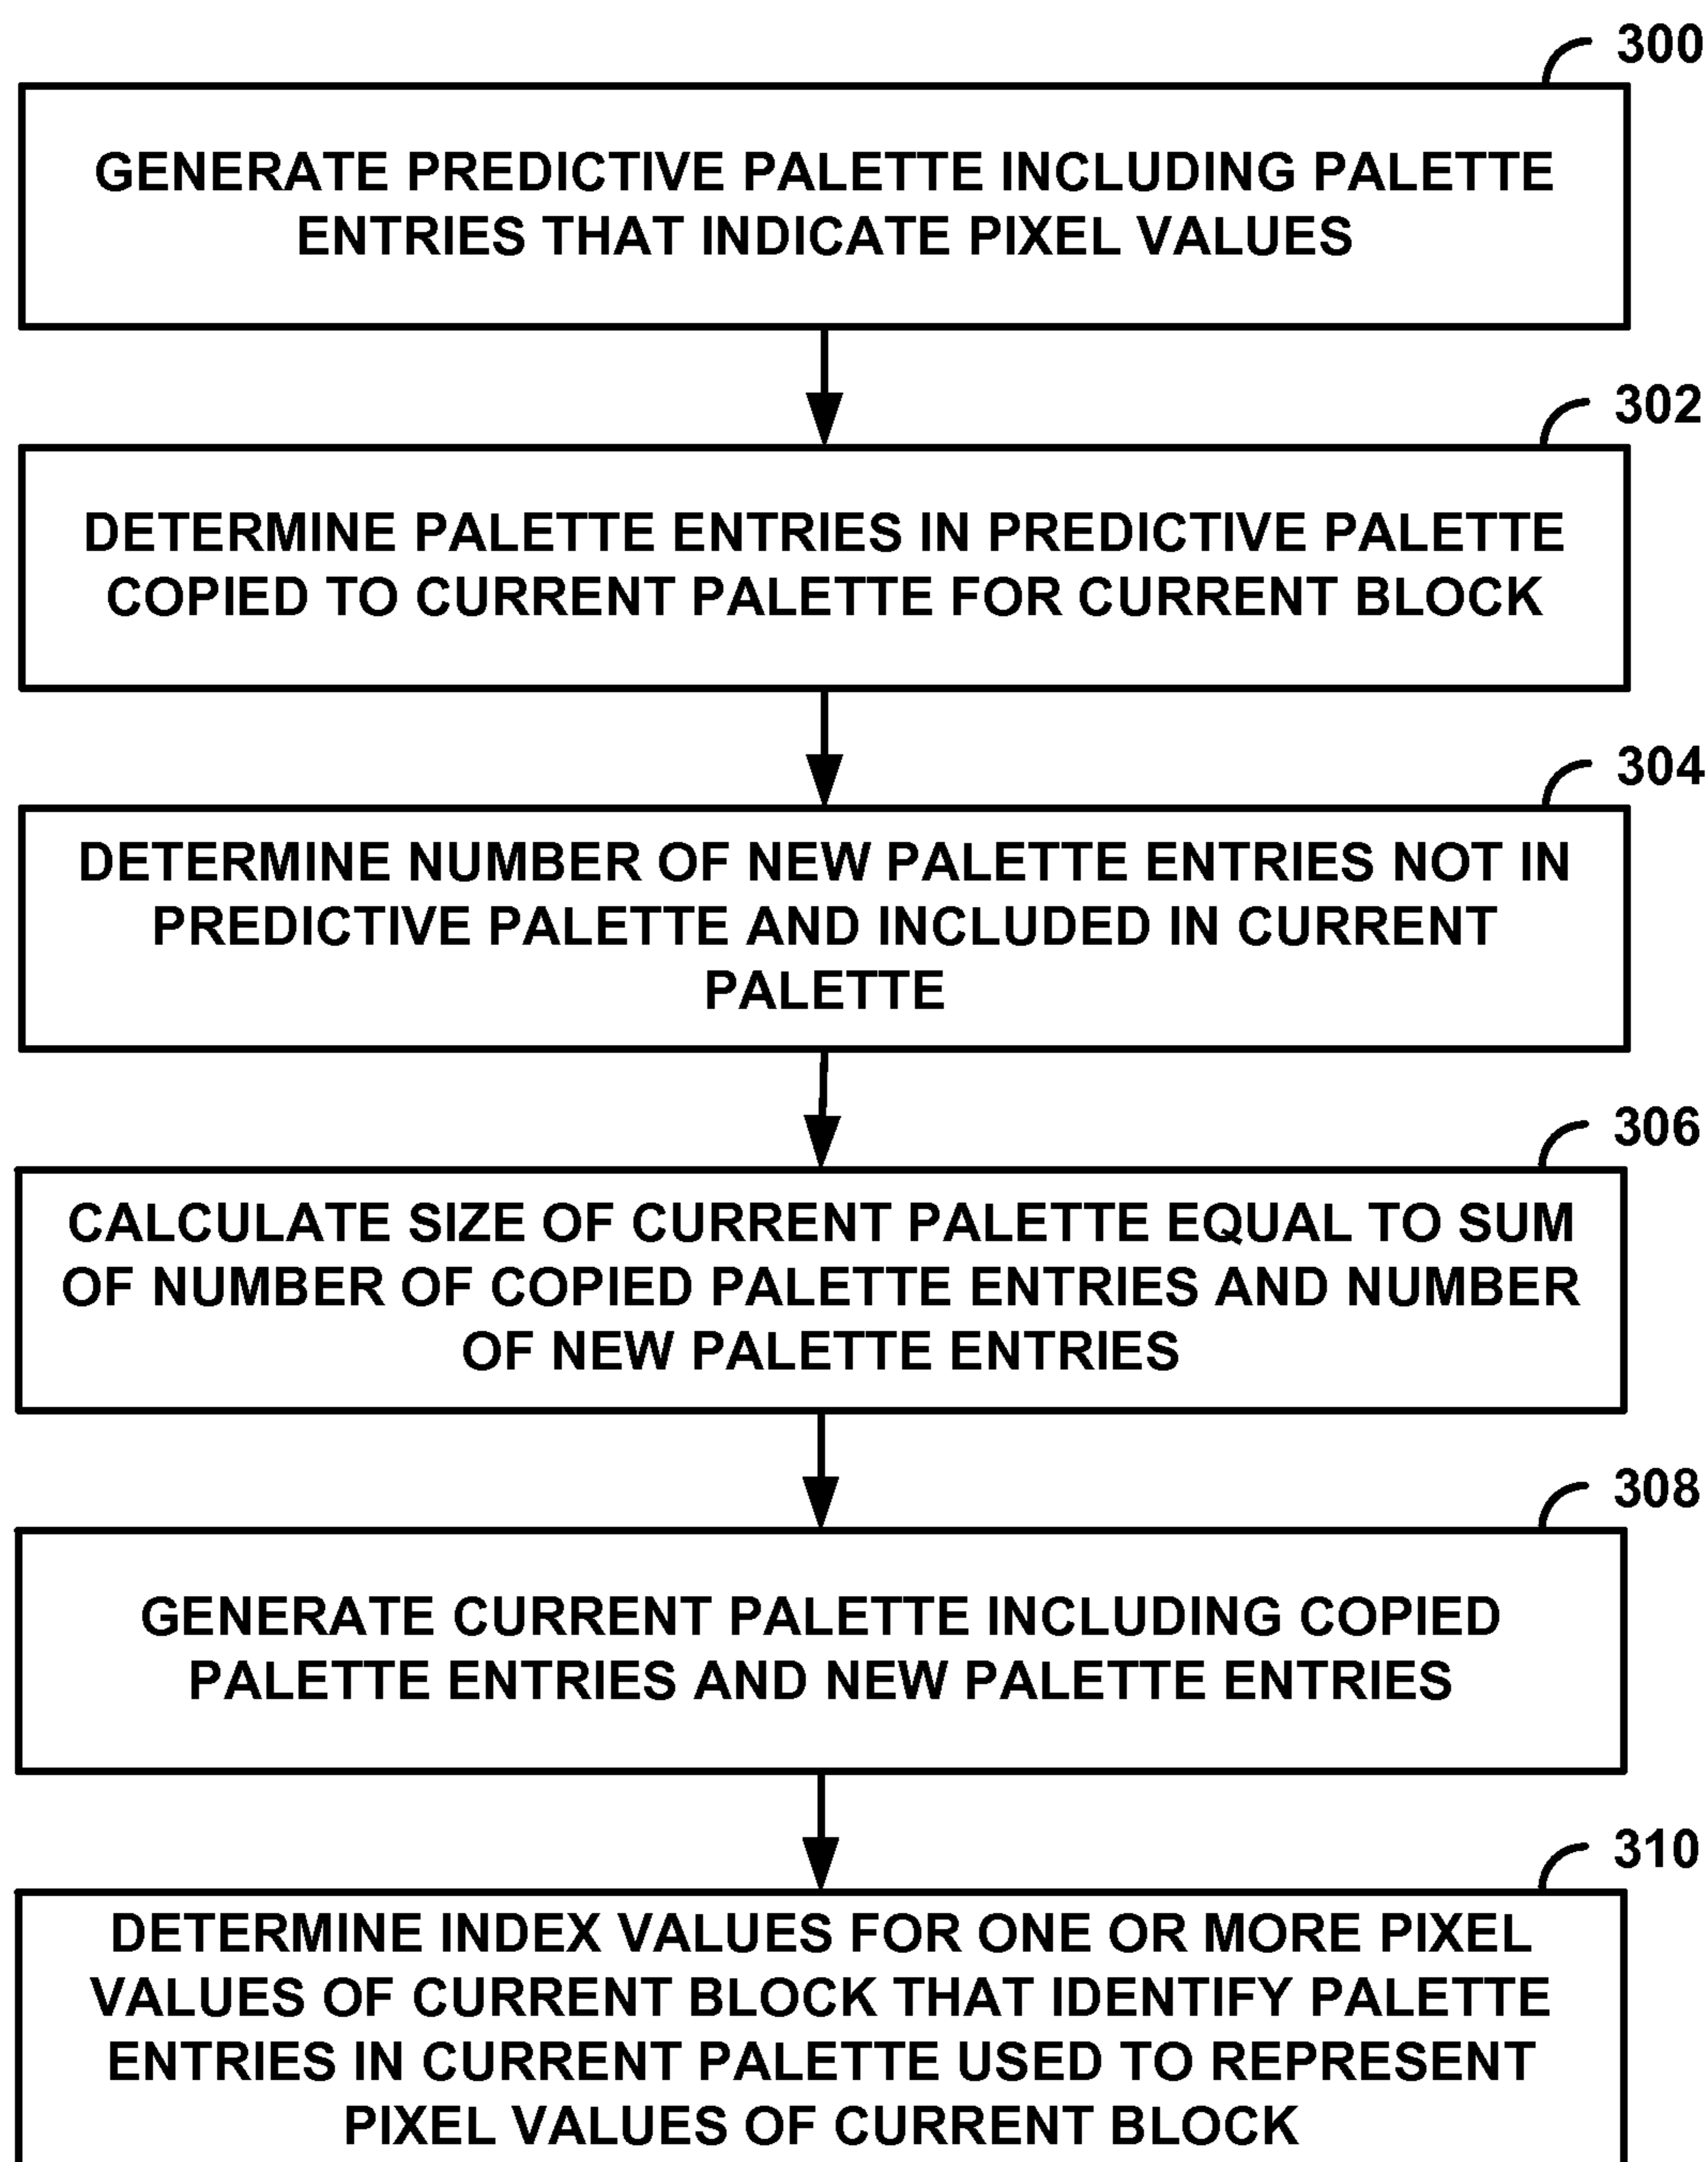 300
GENERATE PREDICTIVE PALETTE INCLUDING PALETTE
ENTRIES THAT INDICATE PIXEL VALUES
302
DETERMINE PALETTE ENTRIES IN PREDICTIVE PALETTE
COPIED TO CURRENT PALETTE FOR CURRENT BLOCK
304
DETERMINE NUMBER OF NEW PALETTE ENTRIES NOT IN
PREDICTIVE PALETTE AND INCLUDED IN CURRENT
PALETTE
306
CALCULATE SIZE OF CURRENT PALETTE EQUAL TO SUM
OF NUMBER OF COPIED PALETTE ENTRIES AND NUMBER
OF NEW PALETTE ENTRIES
308
GENERATE CURRENT PALETTE INCLUDING COPIED
PALETTE ENTRIES AND NEW PALETTE ENTRIES
310
DETERMINE INDEX VALUES FOR ONE OR MORE PIXEL
VALUES OF CURRENT BLOCK THAT IDENTIFY PALETTE
ENTRIES IN CURRENT PALETTE USED TO REPRESENT
PIXEL VALUES OF CURRENT BLOCK